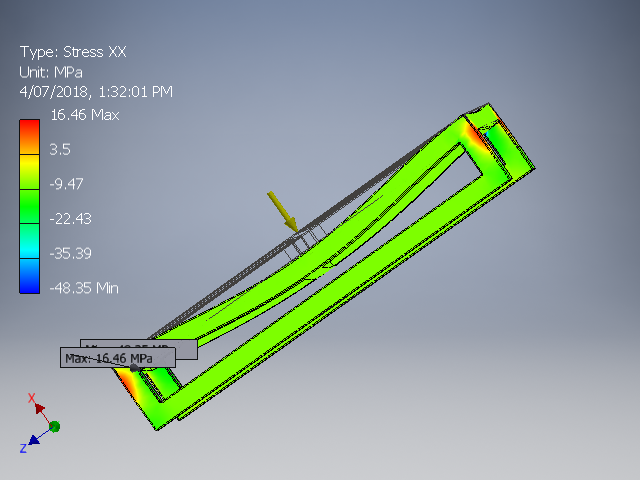 Type: Stress XX
Unit: MPa
4/07/2018, 1:32:01 PM
16.46 Max
3.5
-9.47
-22.43
-35.39
-48.35 Min
Max: 16.46 MPa
X
Z